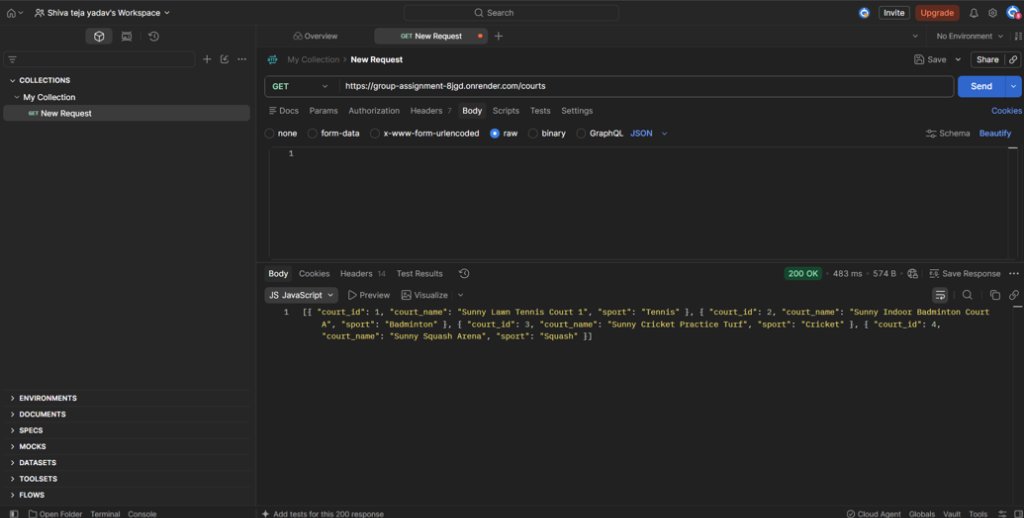 Shiva teja yadav's Workspace
Search
Invite
Upgrade
Overview
GET New Request
No Environment
COLLECTIONS
My Collection
GET New Request
My Collection > New Request
Save
Share
GET
https://group-assignment-8jgd.onrender.com/courts
Send
Docs Params Authorization Headers 7 Body Scripts Tests Settings
Cookies
none form-data x-www-form-urlencoded raw binary GraphQL JSON
Schema Beautify
1
Body Cookies Headers 14 Test Results
200 OK • 483 ms • 574 B
Save Response
JS JavaScript Preview Visualize
1 [{ "court_id": 1, "court_name": "Sunny Lawn Tennis Court 1", "sport": "Tennis" }, { "court_id": 2, "court_name": "Sunny Indoor Badminton Court
A", "sport": "Badminton" }, { "court_id": 3, "court_name": "Sunny Cricket Practice Turf", "sport": "Cricket" }, { "court_id": 4,
"court_name": "Sunny Squash Arena", "sport": "Squash" }]
ENVIRONMENTS
DOCUMENTS
SPECS
MOCKS
DATASETS
TOOLSETS
FLOWS
Open Folder Terminal Console
Add tests for this 200 response
Cloud Agent Globals Vault Tools